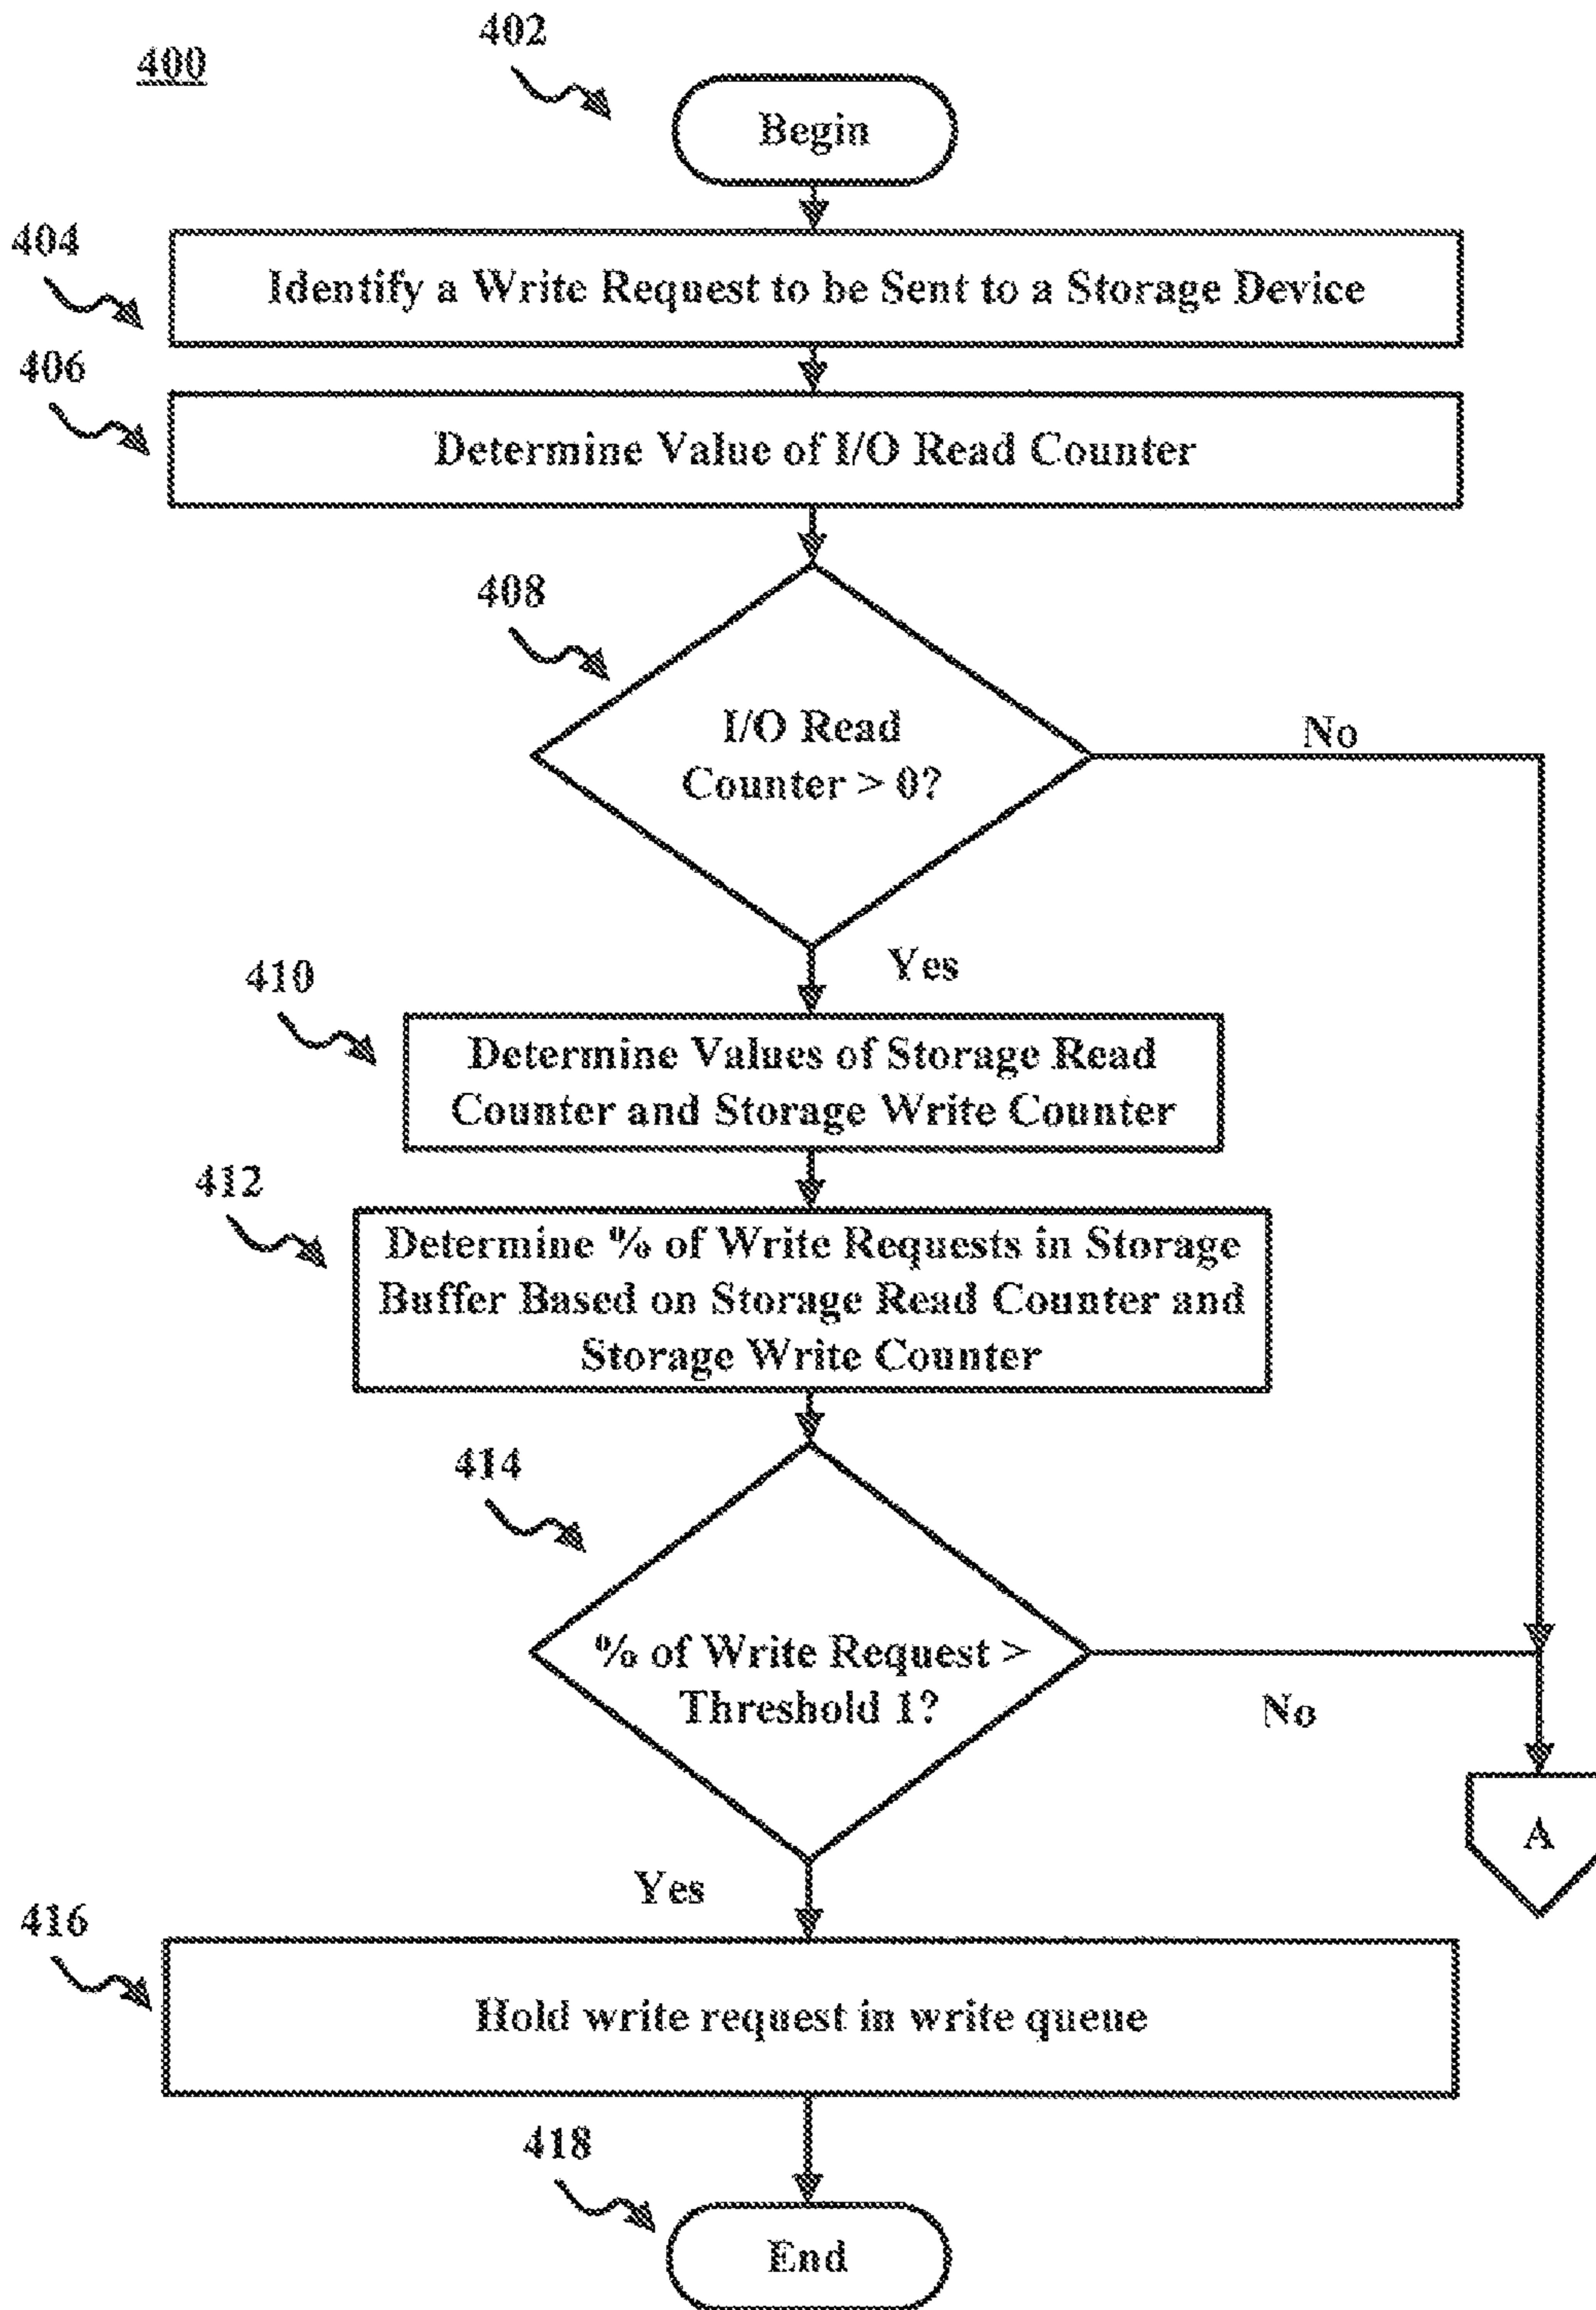 402
400
Begin
404
Identify a Write Request to be Sent to a Storage Device
406
Determine Value of I/O Read Counter
408
I/O Read
Counter > 0?
No
Yes
410
Determine Values of Storage Read
Counter and Storage Write Counter
412
Determine % of Write Requests in Storage
Buffer Based on Storage Read Counter and
Storage Write Counter
414
% of Write Request >
Threshold 1?
No
A
Yes
416
Hold write request in write queue
418
End